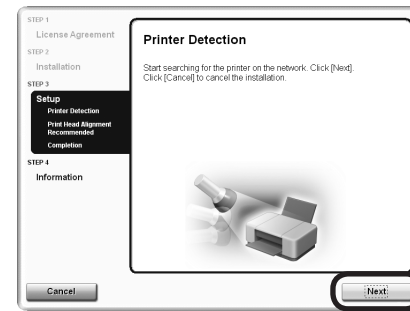 STEP 1
License Agreement
STEP 2
Installation
STEP 3
Setup
Printer Detection
Print Head Alignment
Recommended
Completion
STEP 4
Information
Cancel
Printer Detection
Start searching for the printer on the network. Click [Next].
Click [Cancel] to cancel the installation.
Next